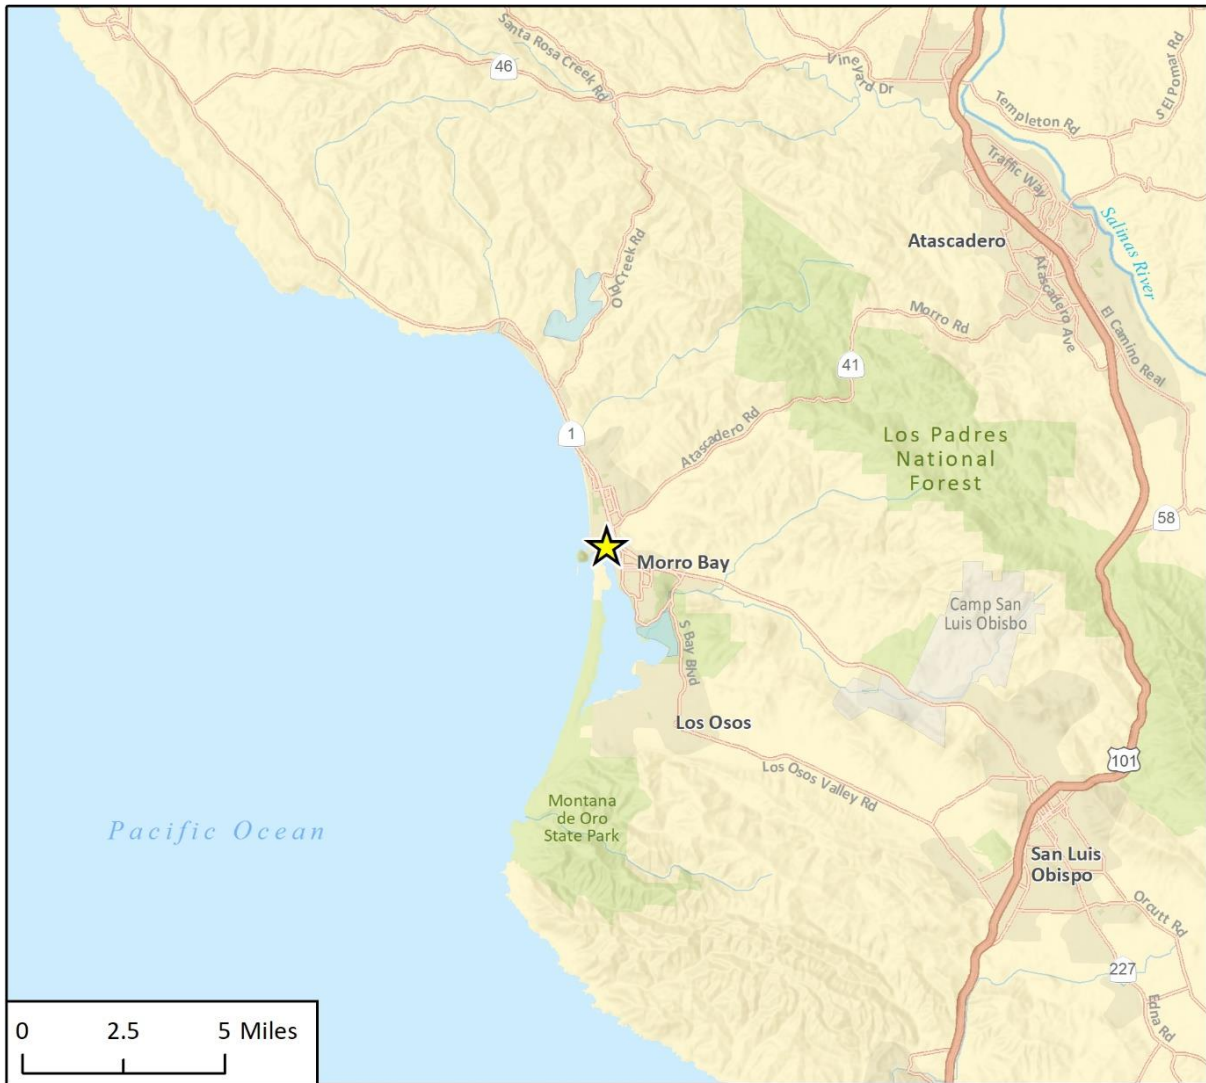 Santa Rosa Creek Rd
46
Vineyard Dr
Templeton Rd
S El Pomar Rd
Traffic Way
Salinas River
Atascadero
Old Creek Rd
Atascadero Ave
Morro Rd
El Camino Real
41
1
Atascadero Rd
Los Padres
National
Forest
58
Morro Bay
Camp San
Luis Obisbo
S Bay Blvd
Los Osos
101
Los Osos Valley Rd
Montana
de Oro
State Park
Pacific Ocean
San Luis
Obispo
Orcutt Rd
227
Edna Rd
0 2.5 5 Miles